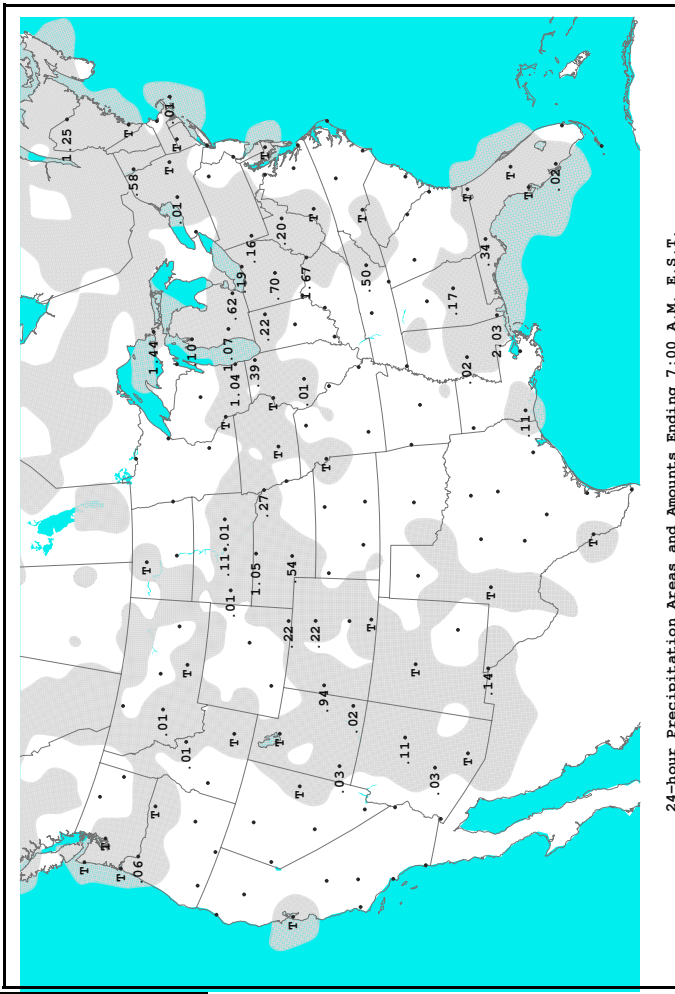 1.25
T
T
T
T
.58
.06
T
1.44
T
.01
T
.01
T
.01
.01
T
.10
.01
.11
T
1.07
.01
.62
T
1.04
.19
.16
.39
1.05
.27
T
.22
T
.70
T
T
.20
.22
.54
T
T
.01
1.67
T
.22
.94
T
.03
.02
T
.50
T
.11
T
.03
.17
.02
T
T
.34
.14
T
2.03
T
.11
T
.02
T
24-hour Precipitation Areas and Amounts Ending 7:00 A.M. E.S.T.